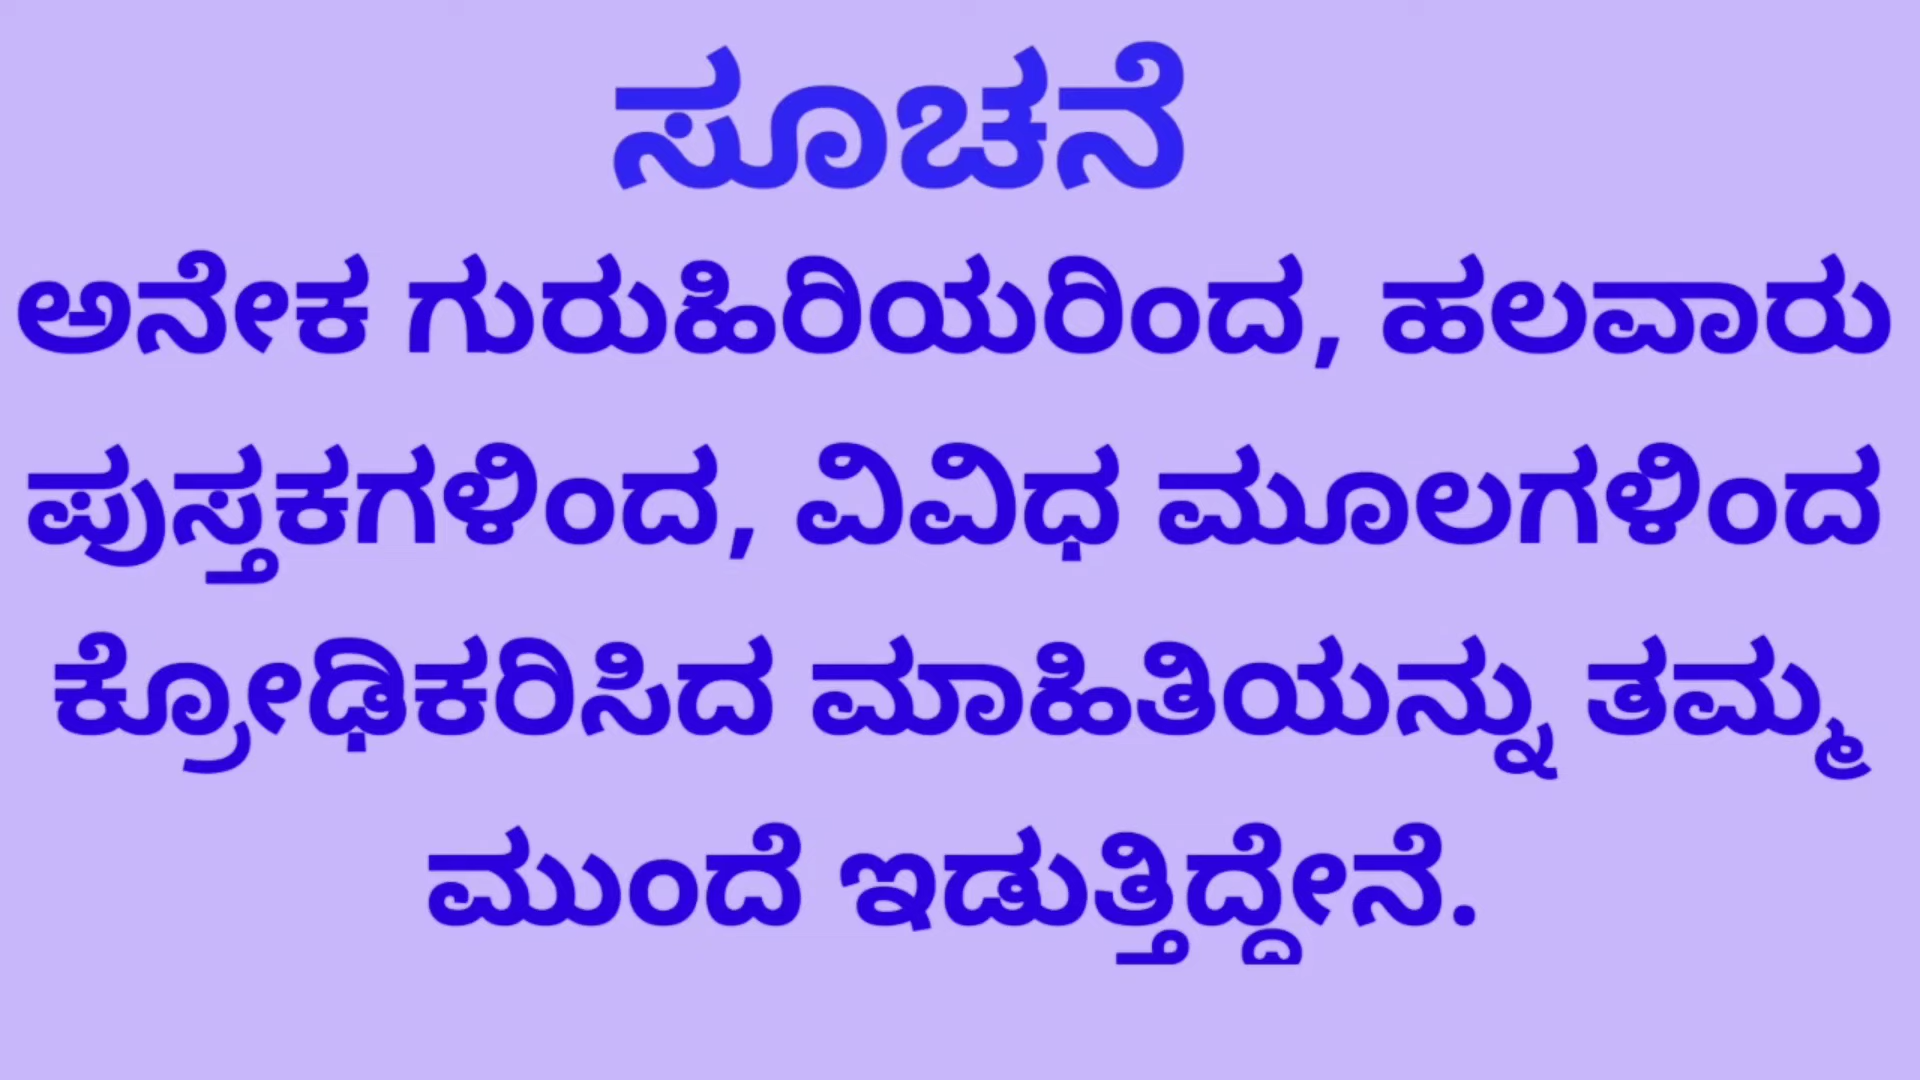 ಸೂಚನೆ
ಅನೇಕ ಗುರುಹಿರಿಯರಿಂದ, ಹಲವಾರು
ಪುಸ್ತಕಗಳಿಂದ, ವಿವಿಧ ಮೂಲಗಳಿಂದ
ಕ್ರೋಢಿಕರಿಸಿದ ಮಾಹಿತಿಯನ್ನು ತಮ್ಮ
ಮುಂದೆ ಇಡುತ್ತಿದ್ದೇನೆ.